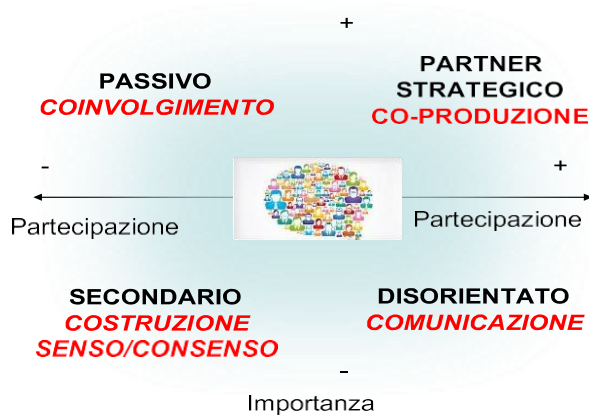 +
PASSIVO
COINVOLGIMENTO
PARTNER
STRATEGICO
CO-PRODUZIONE
-
+
Partecipazione
Partecipazione
SECONDARIO
COSTRUZIONE
SENSO/CONSENSO
DISORIENTATO
COMUNICAZIONE
-
Importanza